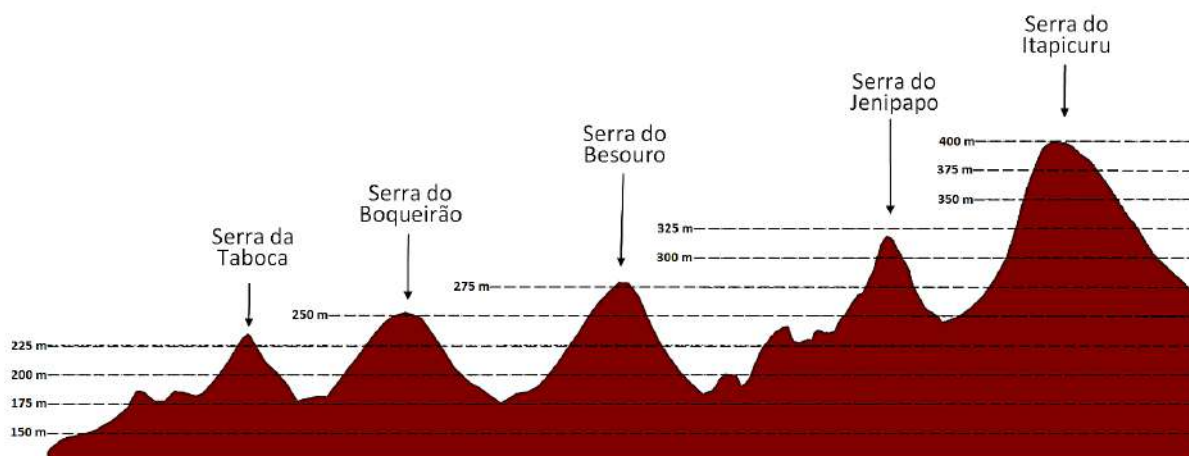 Serra do
Itapicuru
Serra do
Jenipapo
Serra do
Besouro
Serra do
Boqueirão
Serra da
Taboca
400 m
375 m
350 m
325 m
300 m
275 m
250 m
225 m
200 m
175 m
150 m